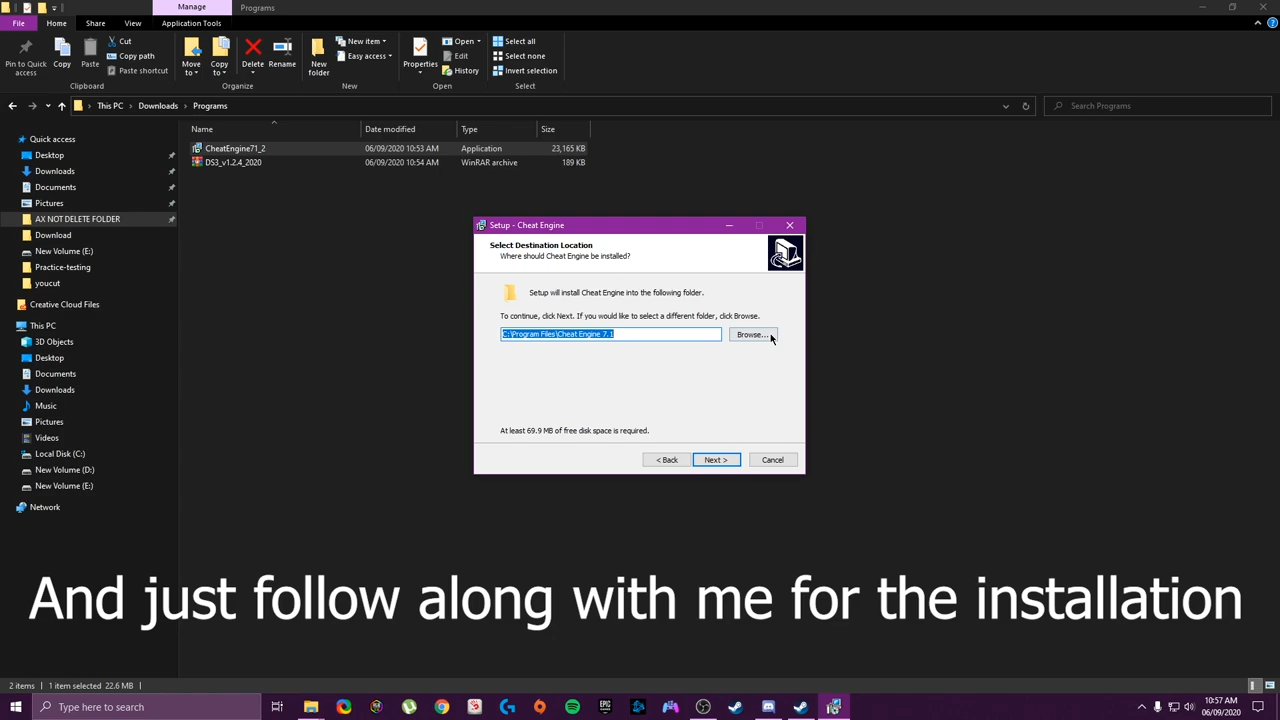 Manage
Programs
File
Home
Share
View
Application Tools
Pin to Quick access
Copy
Paste
Cut
Copy path
Paste shortcut
Clipboard
Move to
Copy to
Delete
Rename
Organize
New folder
New item
Easy access
New
Properties
Open
Edit
History
Open
Select all
Select none
Invert selection
Select
This PC
Downloads
Programs
Search Programs
Name
Date modified
Type
Size
CheatEngine71_2 06/09/2020 10:53 AM Application 23,165 KB
DS3_v1.2.4_2020 06/09/2020 10:54 AM WinRAR archive 189 KB
Quick access
Desktop
Downloads
Documents
Pictures
AX NOT DELETE FOLDER
Download
New Volume (E:)
Practice-testing
youcut
Creative Cloud Files
This PC
3D Objects
Desktop
Documents
Downloads
Music
Pictures
Videos
Local Disk (C:)
New Volume (D:)
New Volume (E:)
Network
Setup - Cheat Engine
Select Destination Location
Where should Cheat Engine be installed?
Setup will install Cheat Engine into the following folder.
To continue, click Next. If you would like to select a different folder, click Browse.
C:\Program Files\Cheat Engine 7.1
Browse...
At least 69.9 MB of free disk space is required.
< Back
Next >
Cancel
And just follow along with me for the installation
2 items
1 item selected 22.6 MB
Type here to search
EPIC
10:57 AM
06/09/2020